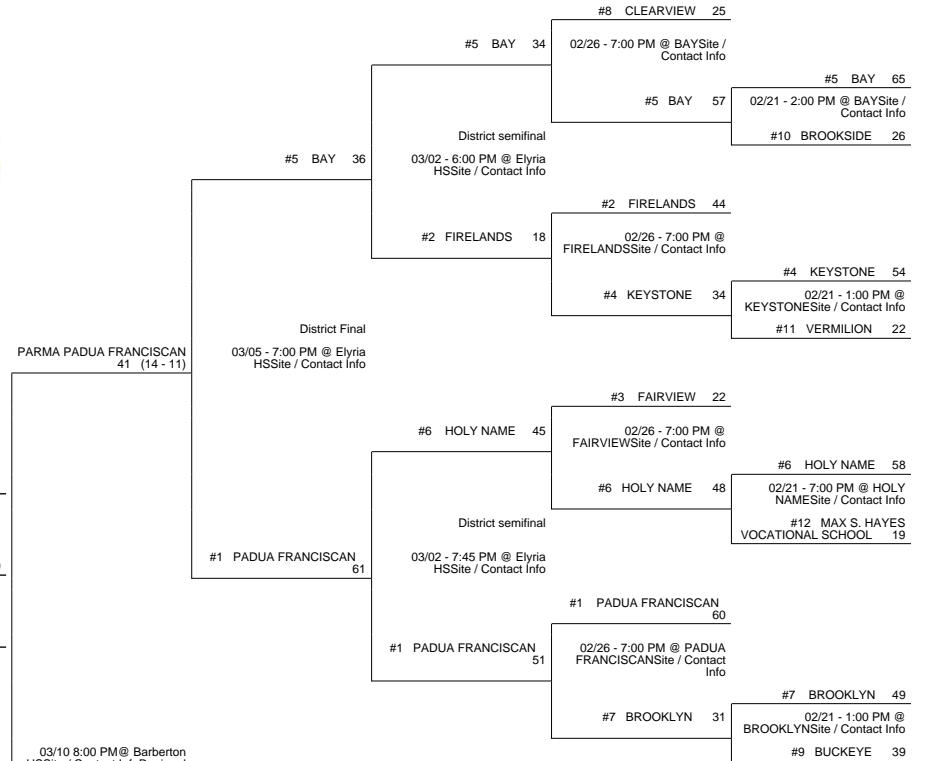 #8 CLEARVIEW 25
#5 BAY 34
02/26 - 7:00 PM @ BAYSite /
Contact Info
#5 BAY 65
#5 BAY 57
02/21 - 2:00 PM @ BAYSite /
Contact Info
#10 BROOKSIDE 26
District semifinal
#5 BAY 36
03/02 - 6:00 PM @ Elyria
HSSite / Contact Info
#2 FIRELANDS 44
#2 FIRELANDS 18
02/26 - 7:00 PM @
FIRELANDSSite / Contact Info
#4 KEYSTONE 54
#4 KEYSTONE 34
02/21 - 1:00 PM @
KEYSTONESite / Contact Info
#11 VERMILION 22
District Final
03/05 - 7:00 PM @ Elyria
HSSite / Contact Info
PARMA PADUA FRANCISCAN
41 (14 - 11)
#3 FAIRVIEW 22
#6 HOLY NAME 45
02/26 - 7:00 PM @
FAIRVIEWSite / Contact Info
#6 HOLY NAME 58
#6 HOLY NAME 48
02/21 - 7:00 PM @ HOLY
NAMESite / Contact Info
#12 MAX S. HAYES
VOCATIONAL SCHOOL 19
District semifinal
03/02 - 7:45 PM @ Elyria
HSSite / Contact Info
#1 PADUA FRANCISCAN
61
#1 PADUA FRANCISCAN
60
#1 PADUA FRANCISCAN
51
02/26 - 7:00 PM @ PADUA
FRANCISCANSite / Contact
Info
#7 BROOKLYN 49
#7 BROOKLYN 31
02/21 - 1:00 PM @
BROOKLYNSite / Contact Info
#9 BUCKEYE 39
03/10 8:00 PM@ Barberton